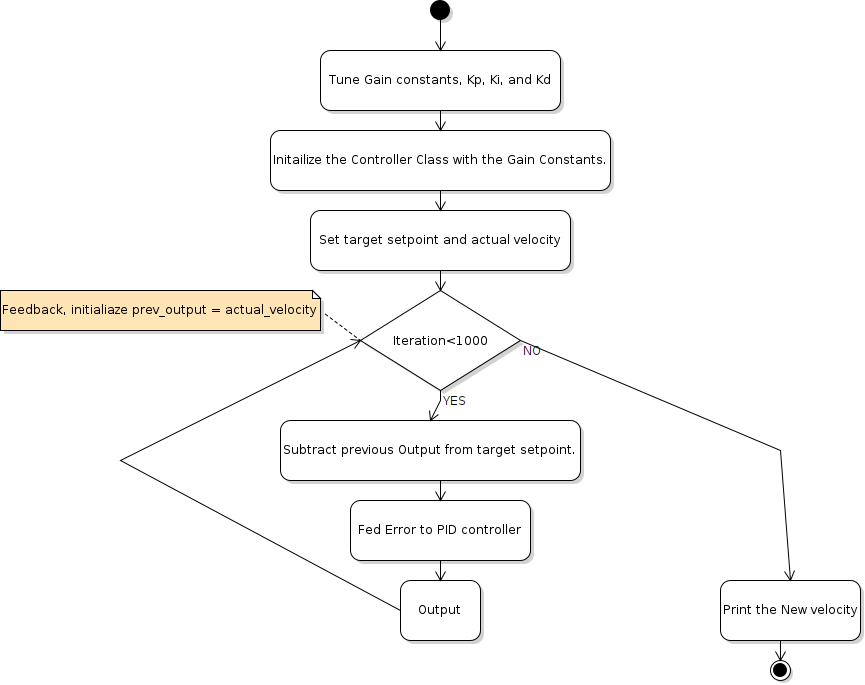 Tune Gain constants, Kp, Ki, and Kd
Initailize the Controller Class with the Gain Constants.
Set target setpoint and actual velocity
Feedback, initialiaze prev_output = actual_velocity
Iteration<1000
NO
YES
Subtract previous Output from target setpoint.
Fed Error to PID controller
Output
Print the New velocity